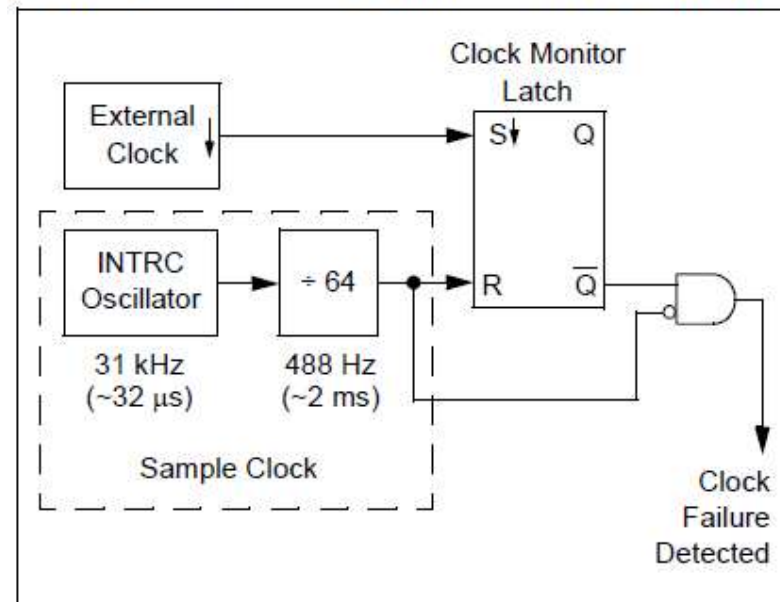 Clock Monitor
Latch
External
Clock
S
Q
INTRC
Oscillator
÷ 64
R
Q̅
31 kHz
(~32 μs)
488 Hz
(~2 ms)
Sample Clock
Clock
Failure
Detected